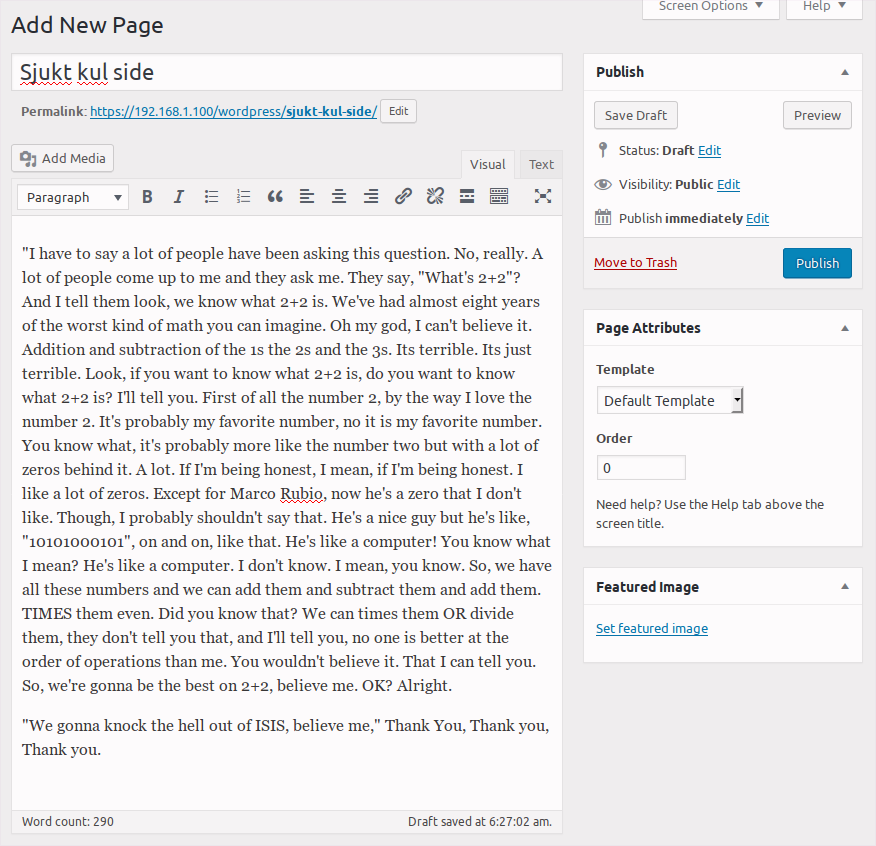 Screen Options
Help
Add New Page
Sjukt kul side
Permalink: https://192.168.1.100/wordpress/sjukt-kul-side/ Edit
Add Media
Visual
Text
Paragraph
B
I
"I have to say a lot of people have been asking this question. No, really. A
lot of people come up to me and they ask me. They say, "What's 2+2"?
And I tell them look, we know what 2+2 is. We've had almost eight years
of the worst kind of math you can imagine. Oh my god, I can't believe it.
Addition and subtraction of the 1s the 2s and the 3s. Its terrible. Its just
terrible. Look, if you want to know what 2+2 is, do you want to know
what 2+2 is? I'll tell you. First of all the number 2, by the way I love the
number 2. It's probably my favorite number, no it is my favorite number.
You know what, it's probably more like the number two but with a lot of
zeros behind it. A lot. If I'm being honest, I mean, if I'm being honest. I
like a lot of zeros. Except for Marco Rubio, now he's a zero that I don't
like. Though, I probably shouldn't say that. He's a nice guy but he's like,
"10101000101", on and on, like that. He's like a computer! You know what
I mean? He's like a computer. I don't know. I mean, you know. So, we have
all these numbers and we can add them and subtract them and add them.
TIMES them even. Did you know that? We can times them OR divide
them, they don't tell you that, and I'll tell you, no one is better at the
order of operations than me. You wouldn't believe it. That I can tell you.
So, we're gonna be the best on 2+2, believe me. OK? Alright.
"We gonna knock the hell out of ISIS, believe me," Thank You, Thank you,
Thank you.
Word count: 290
Draft saved at 6:27:02 am.
Publish
Save Draft
Preview
Status: Draft Edit
Visibility: Public Edit
Publish immediately Edit
Move to Trash
Publish
Page Attributes
Template
Default Template
Order
0
Need help? Use the Help tab above the
screen title.
Featured Image
Set featured image